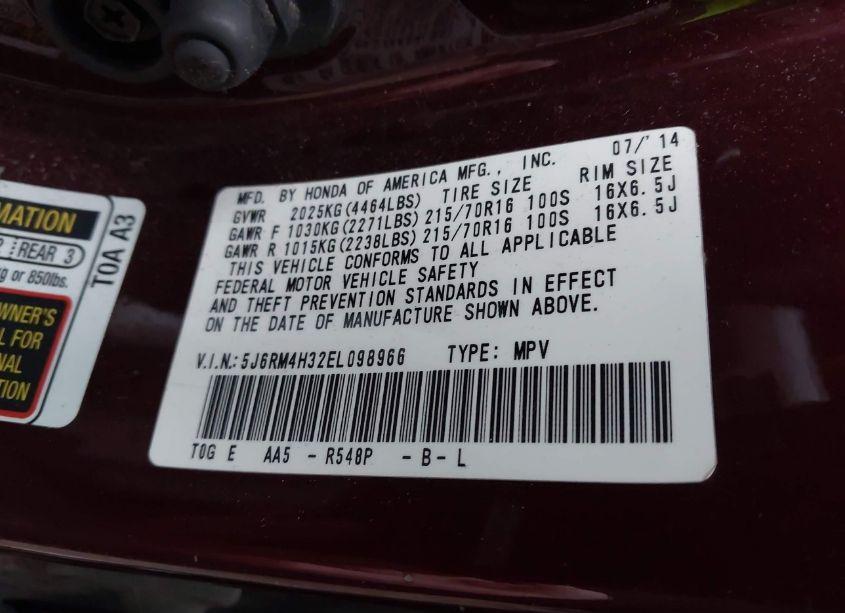 MATION
REAR 3
kg or 850lbs.
OWNER'S
L FOR
ONAL
TION
T0A A3
07/'14
MFD. BY HONDA OF AMERICA MFG., INC.
GVWR 2025KG(4464LBS) TIRE SIZE RIM SIZE
GAWR F 1030KG(2271LBS) 215/70R16 100S 16X6.5J
GAWR R 1015KG(2238LBS) 215/70R16 100S 16X6.5J
THIS VEHICLE CONFORMS TO ALL APPLICABLE
FEDERAL MOTOR VEHICLE SAFETY
AND THEFT PREVENTION STANDARDS IN EFFECT
ON THE DATE OF MANUFACTURE SHOWN ABOVE.
V.I.N.:5J6RM4H32EL098966 TYPE: MPV
T0G E AA5 - R548P - B - L